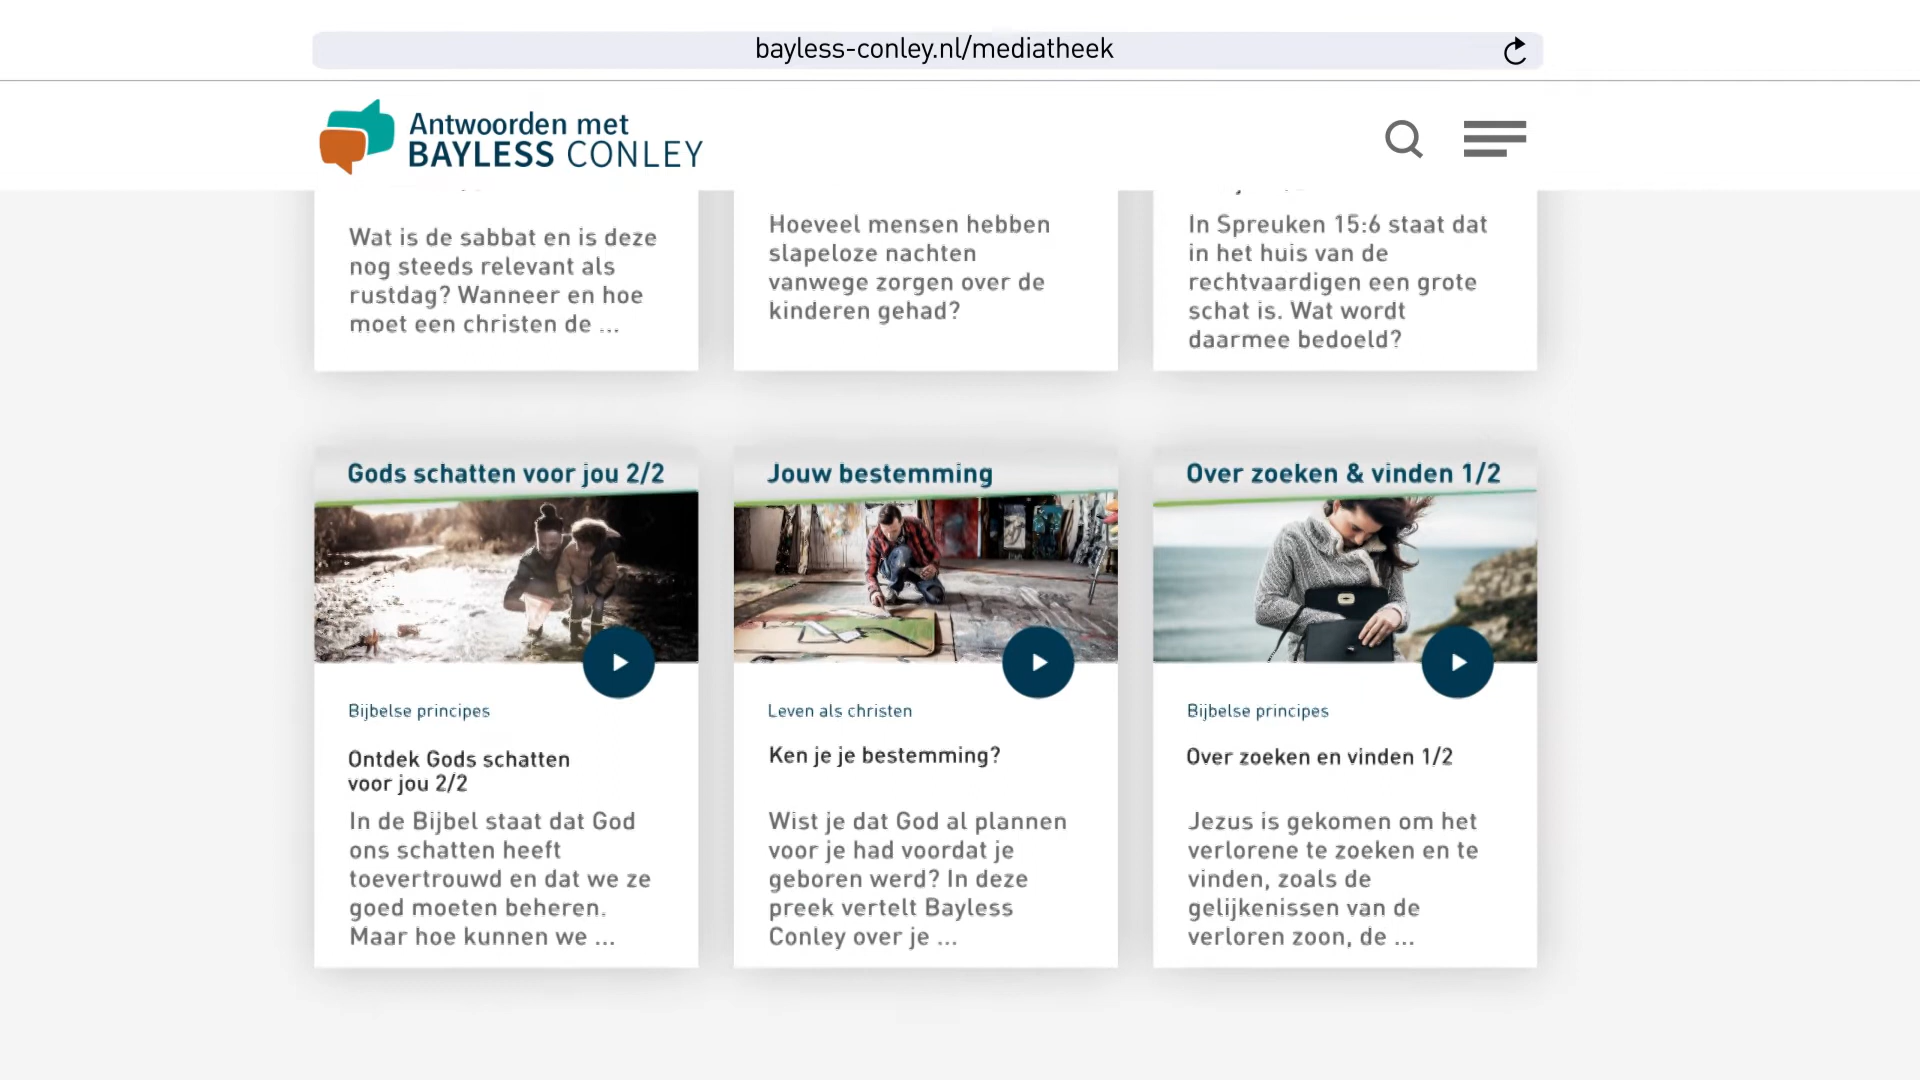 bayless-conley.nl/mediatheek
Antwoorden met
BAYLESS CONLEY
Wat is de sabbat en is deze
nog steeds relevant als
rustdag? Wanneer en hoe
moet een christen de ...
Hoeveel mensen hebben
slapeloze nachten
vanwege zorgen over de
kinderen gehad?
In Spreuken 15:6 staat dat
in het huis van de
rechtvaardigen een grote
schat is. Wat wordt
daarmee bedoeld?
Gods schatten voor jou 2/2
Bijbelse principes
Ontdek Gods schatten
voor jou 2/2
In de Bijbel staat dat God
ons schatten heeft
toevertrouwd en dat we ze
goed moeten beheren.
Maar hoe kunnen we ...
Jouw bestemming
Leven als christen
Ken je je bestemming?
Wist je dat God al plannen
voor je had voordat je
geboren werd? In deze
preek vertelt Bayless
Conley over je ...
Over zoeken & vinden 1/2
Bijbelse principes
Over zoeken en vinden 1/2
Jezus is gekomen om het
verlorene te zoeken en te
vinden, zoals de
gelijkenissen van de
verloren zoon, de ...